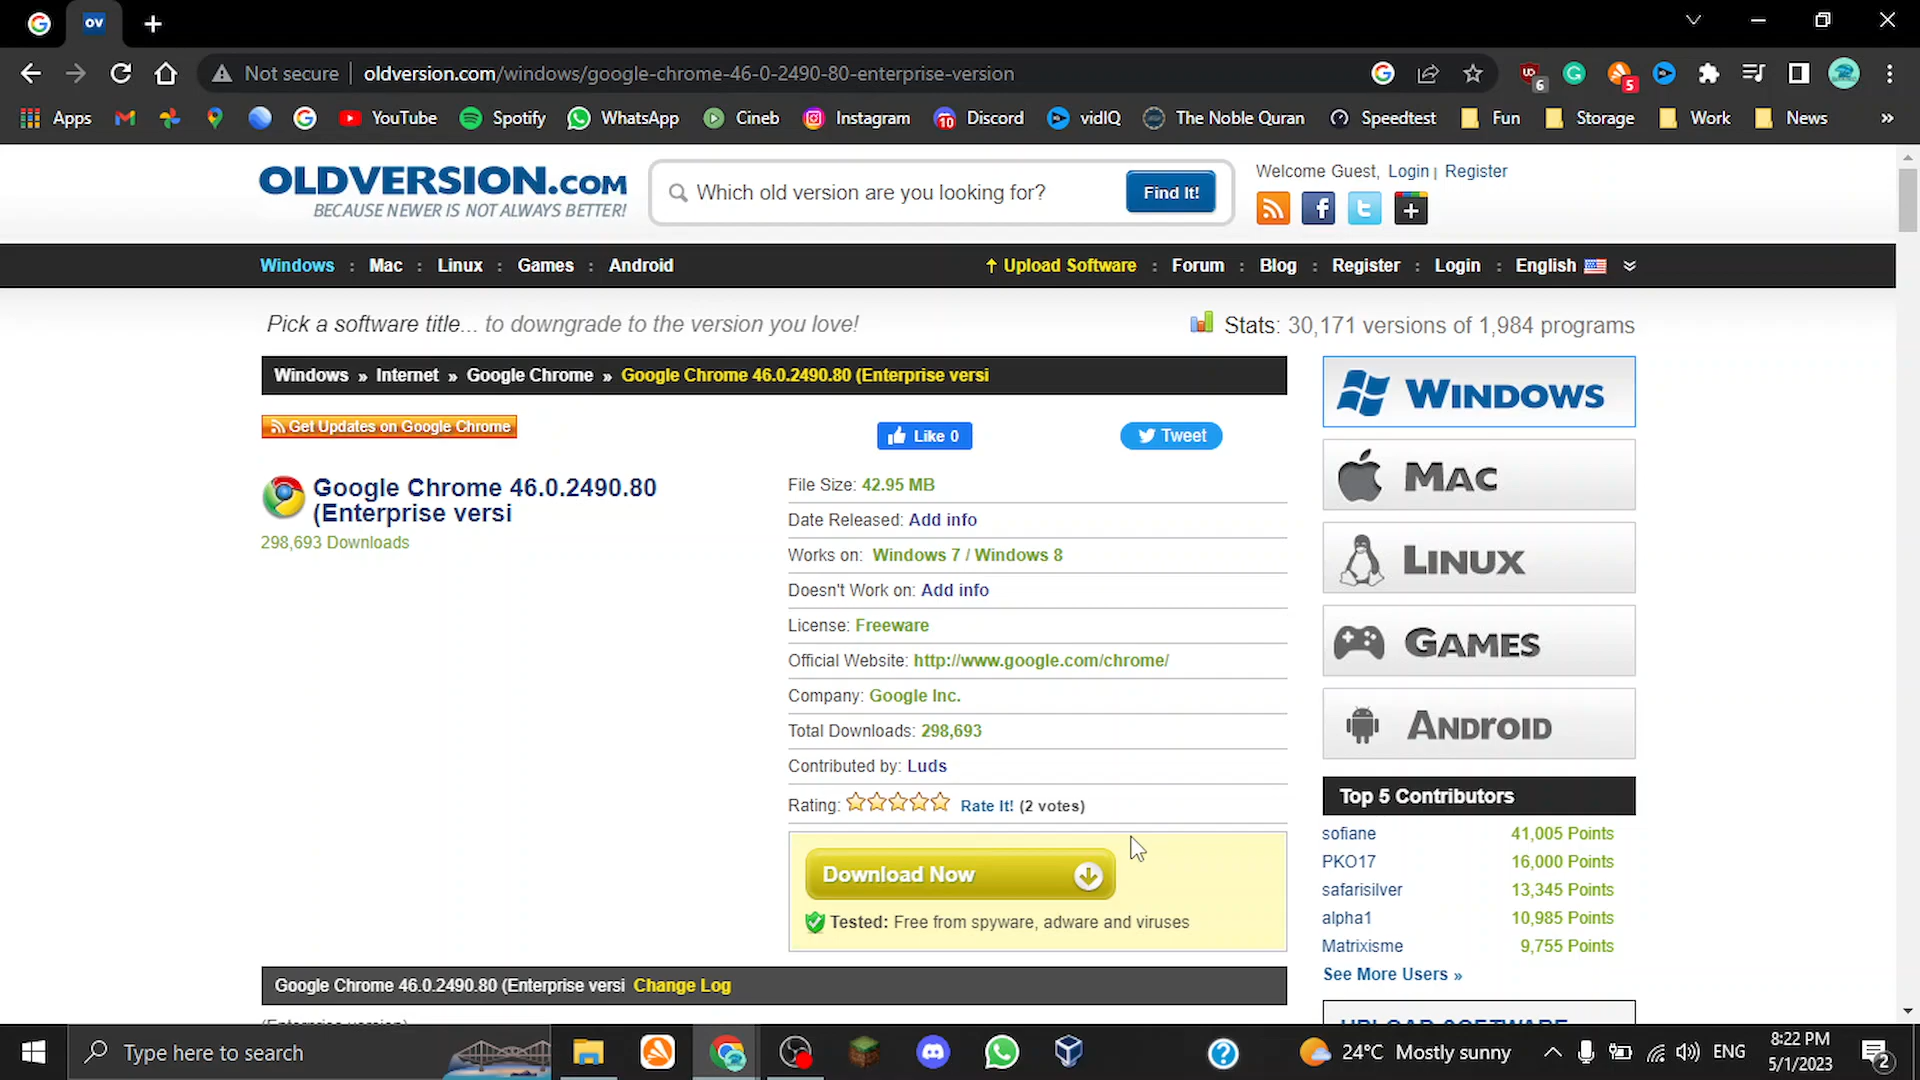 OV
Not secure
oldversion.com/windows/google-chrome-46-0-2490-80-enterprise-version
6
5
Apps
YouTube
Spotify
WhatsApp
Cineb
Instagram
10
Discord
vidIQ
The Noble Quran
Speedtest
Fun
Storage
Work
News
»
OLDVERSION.COM
BECAUSE NEWER IS NOT ALWAYS BETTER!
Which old version are you looking for?
Find It!
Welcome Guest, Login | Register
Windows : Mac : Linux : Games : Android
↑ Upload Software : Forum : Blog : Register : Login : English
Pick a software title... to downgrade to the version you love!
Stats: 30,171 versions of 1,984 programs
Windows » Internet » Google Chrome » Google Chrome 46.0.2490.80 (Enterprise versi
Get Updates on Google Chrome
Like 0
Tweet
Google Chrome 46.0.2490.80
(Enterprise versi
298,693 Downloads
File Size: 42.95 MB
Date Released: Add info
Works on: Windows 7 / Windows 8
Doesn't Work on: Add info
License: Freeware
Official Website: http://www.google.com/chrome/
Company: Google Inc.
Total Downloads: 298,693
Contributed by: Luds
Rating: Rate It! (2 votes)
Download Now
Tested: Free from spyware, adware and viruses
WINDOWS
MAC
LINUX
GAMES
ANDROID
Top 5 Contributors
sofiane 41,005 Points
PKO17 16,000 Points
safarisilver 13,345 Points
alpha1 10,985 Points
Matrixisme 9,755 Points
See More Users »
UPLOAD SOFTWARE
Google Chrome 46.0.2490.80 (Enterprise versi Change Log
(Enterprise version)
Type here to search
24°C Mostly sunny
ENG
8:22 PM
5/1/2023
2